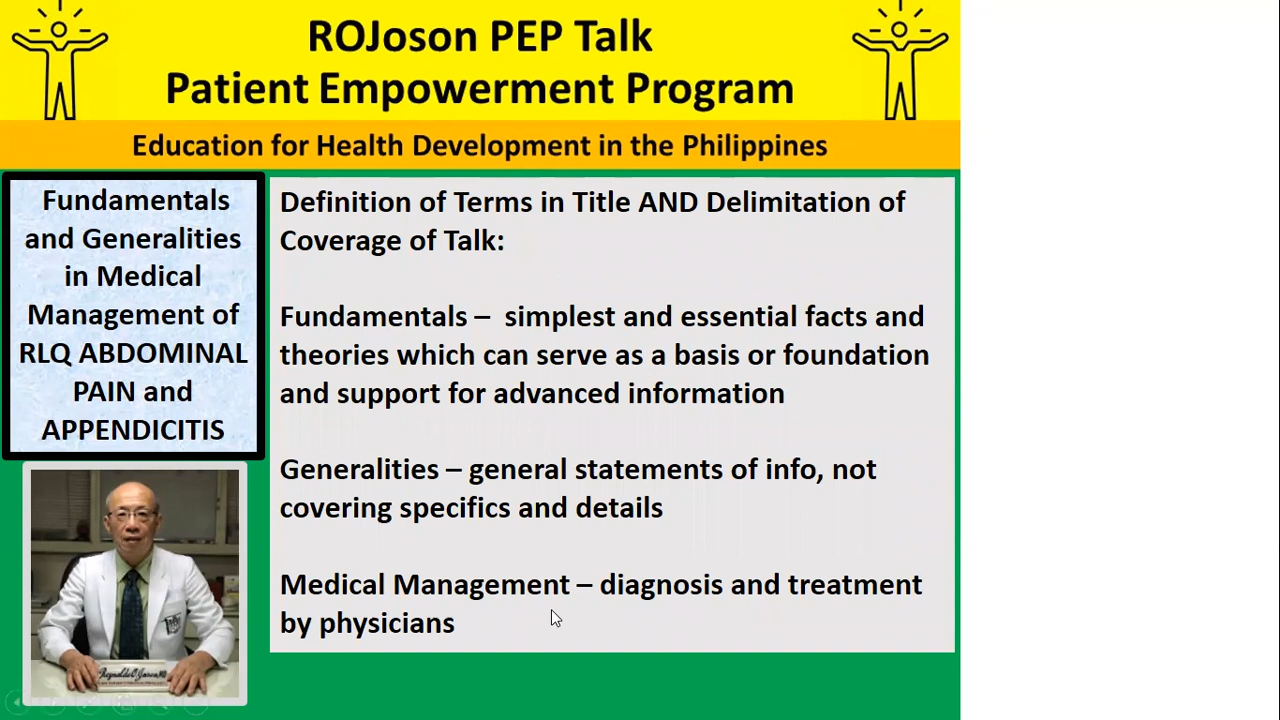 ROJoson PEP Talk
Patient Empowerment Program
Education for Health Development in the Philippines
Fundamentals
and Generalities
in Medical
Management of
RLQ ABDOMINAL
PAIN and
APPENDICITIS
Definition of Terms in Title AND Delimitation of
Coverage of Talk:
Fundamentals – simplest and essential facts and
theories which can serve as a basis or foundation
and support for advanced information
Generalities – general statements of info, not
covering specifics and details
Medical Management – diagnosis and treatment
by physicians
Reynaldo O. Joson, MD